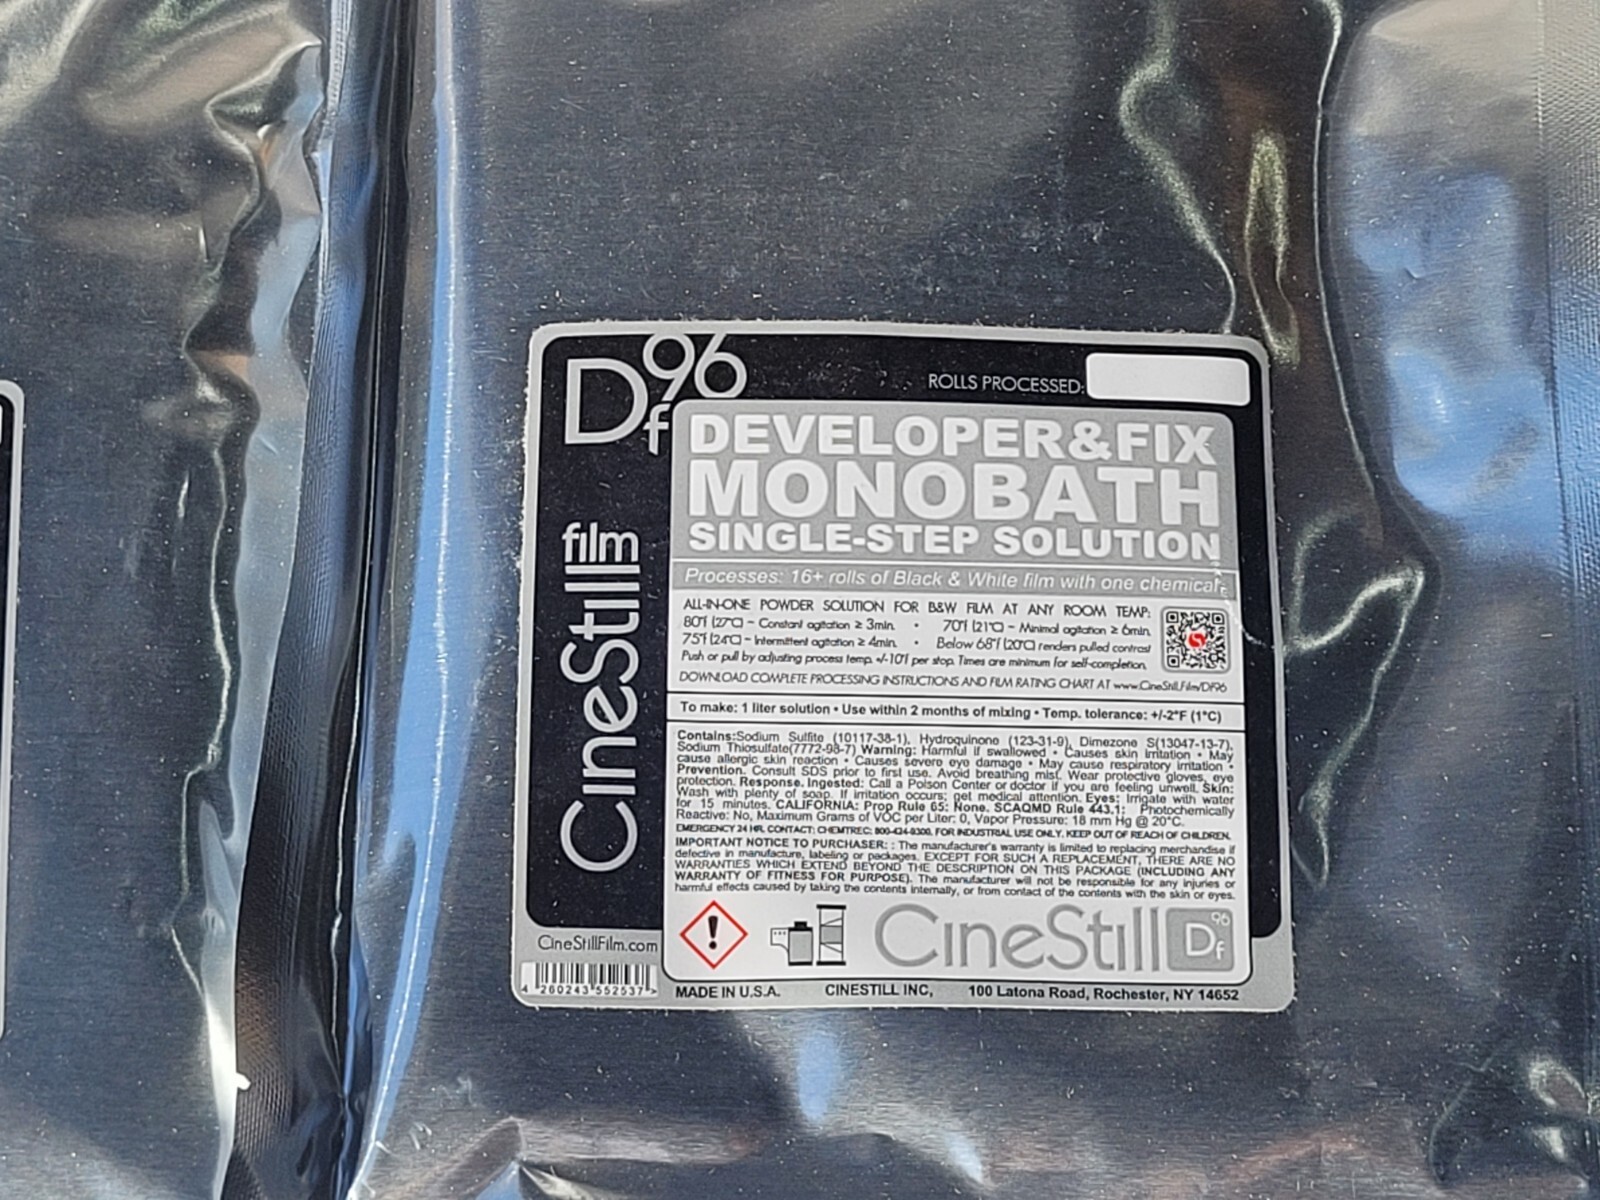 Df96
ROLLS PROCESSED:
DEVELOPER&FIX
MONOBATH
SINGLE-STEP SOLUTION
Processes: 16+ rolls of Black & White film with one chemical.
ALL-IN-ONE POWDER SOLUTION FOR B&W FILM AT ANY ROOM TEMP:
80°f (27°C) - Constant agitation ≥ 3min. • 70°f (21°C) - Minimal agitation ≥ 6min.
75°f (24°C) - Intermittent agitation ≥ 4min. • Below 68°f (20°C) renders pulled contrast
Push or pull by adjusting process temp. +/-10°f per stop. Times are minimum for self-completion.
DOWNLOAD COMPLETE PROCESSING INSTRUCTIONS AND FILM RATING CHART AT www.CineStill.Film/Df96
To make: 1 liter solution • Use within 2 months of mixing • Temp. tolerance: +/-2°F (1°C)
Contains:Sodium Sulfite (10117-38-1), Hydroquinone (123-31-9), Dimezone S(13047-13-7),
Sodium Thiosulfate(7772-98-7) Warning: Harmful if swallowed • Causes skin irritation • May
cause allergic skin reaction • Causes severe eye damage • May cause respiratory irritation •
Prevention. Consult SDS prior to first use. Avoid breathing mist. Wear protective gloves, eye
protection. Response. Ingested: Call a Poison Center or doctor if you are feeling unwell. Skin:
Wash with plenty of soap. If irritation occurs; get medical attention. Eyes: Irrigate with water
for 15 minutes. CALIFORNIA: Prop Rule 65: None. SCAQMD Rule 443.1: Photochemically
Reactive: No, Maximum Grams of VOC per Liter: 0, Vapor Pressure: 18 mm Hg @ 20°C.
EMERGENCY 24 HR. CONTACT: CHEMTREC: 800-424-9300. FOR INDUSTRIAL USE ONLY. KEEP OUT OF REACH OF CHILDREN.
IMPORTANT NOTICE TO PURCHASER: : The manufacturer's warranty is limited to replacing merchandise if
defective in manufacture, labeling or packages. EXCEPT FOR SUCH A REPLACEMENT, THERE ARE NO
WARRANTIES WHICH EXTEND BEYOND THE DESCRIPTION ON THIS PACKAGE (INCLUDING ANY
WARRANTY OF FITNESS FOR PURPOSE). The manufacturer will not be responsible for any injuries or
harmful effects caused by taking the contents internally, or from contact of the contents with the skin or eyes.
CineStill Df96
CineStill film
CineStillFilm.com
4 260243 552537 >
MADE IN U.S.A. CINESTILL INC, 100 Latona Road, Rochester, NY 14652